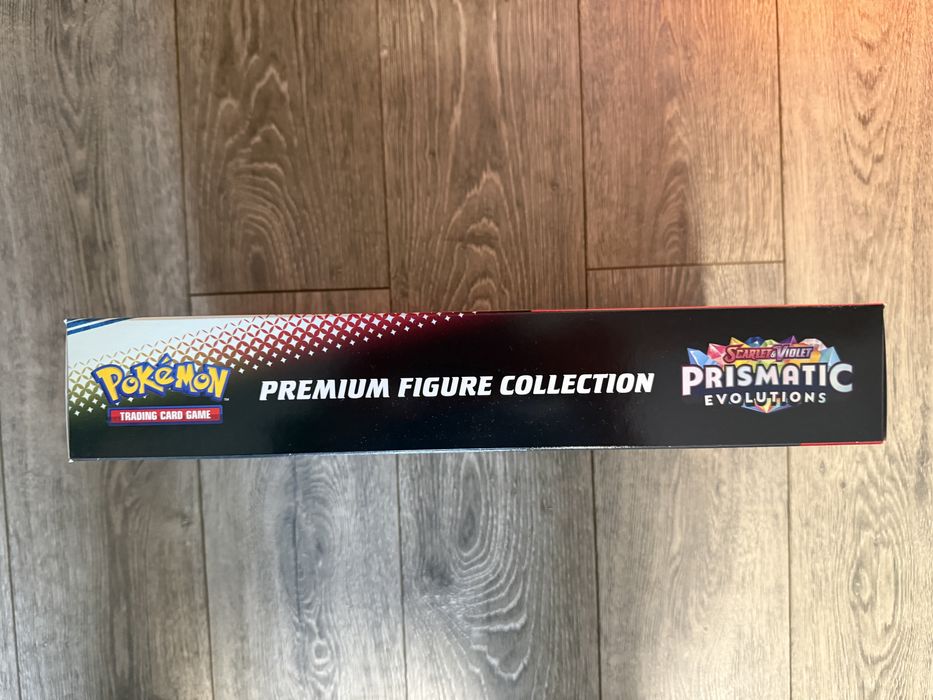 POKéMON
TRADING CARD GAME
PREMIUM FIGURE COLLECTION
SCARLET & VIOLET
PRISMATIC
EVOLUTIONS